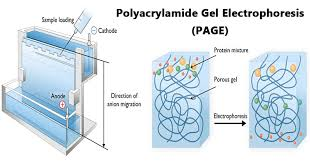 Polyacrylamide Gel Electrophoresis
(PAGE)
Sample loading
Cathode
Anode
Direction of
anion migration
Protein mixture
Porous gel
Electrophoresis